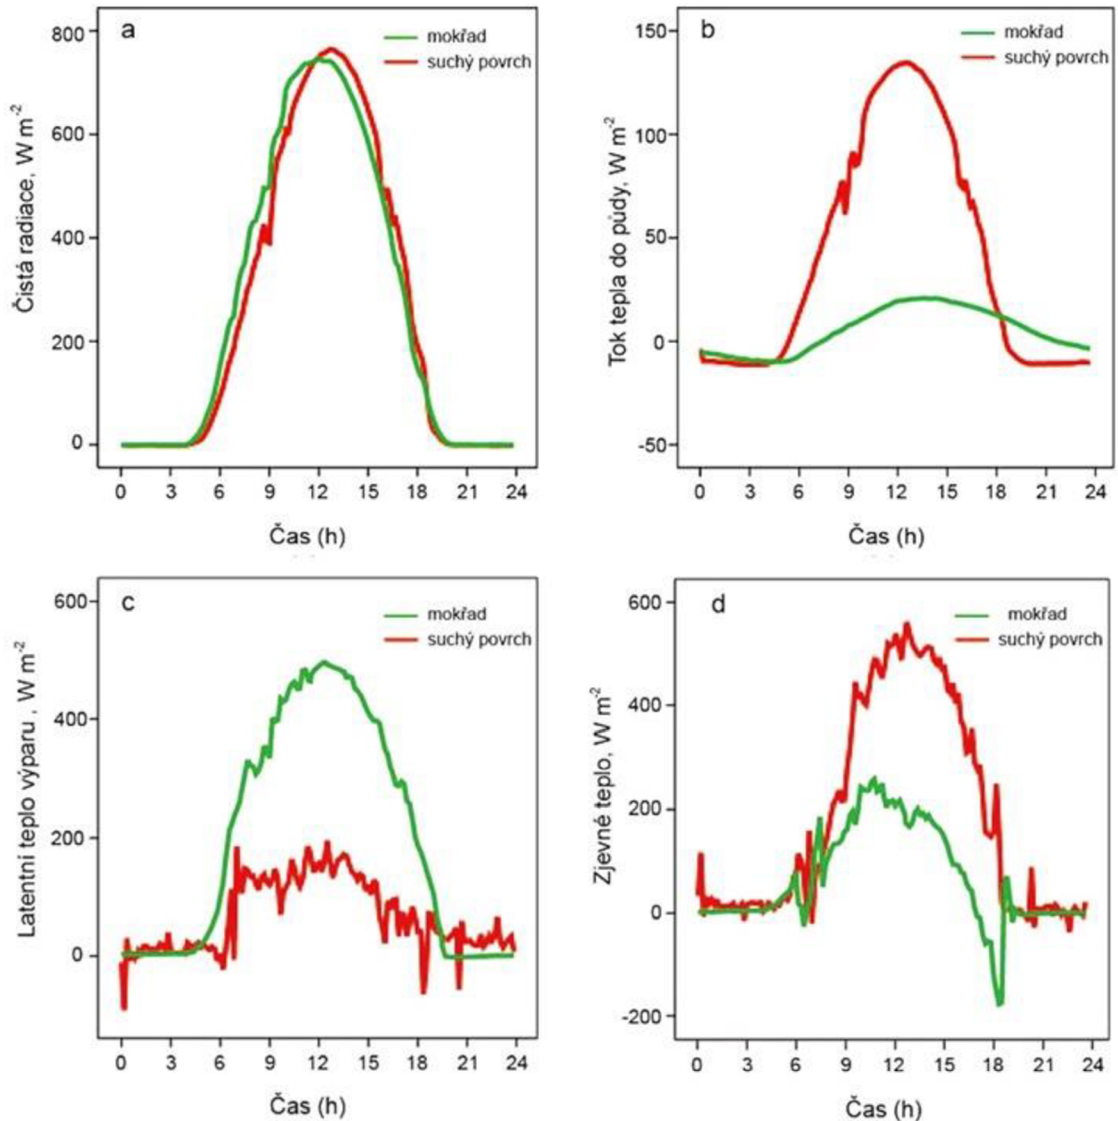 a
mokřad
suchý povrch
Čistá radiace, W m-2
800
600
400
200
0
0 3 6 9 12 15 18 21 24
Čas (h)
b
mokřad
suchý povrch
Tok tepla do půdy, W m-2
150
100
50
0
-50
0 3 6 9 12 15 18 21 24
Čas (h)
c
mokřad
suchý povrch
Latentní teplo výparu , W m-2
600
400
200
0
0 3 6 9 12 15 18 21 24
Čas (h)
d
mokřad
suchý povrch
Zjevné teplo, W m-2
600
400
200
0
-200
0 3 6 9 12 15 18 21 24
Čas (h)